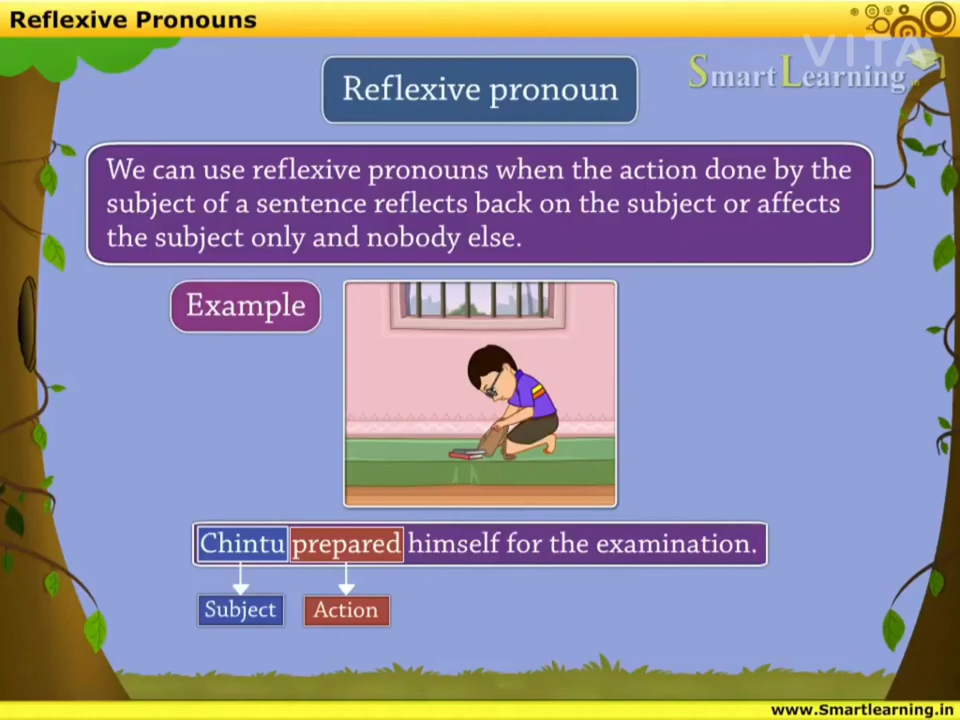 Reflexive Pronouns
VITA
Smart Learning.in
Reflexive pronoun
We can use reflexive pronouns when the action done by the
subject of a sentence reflects back on the subject or affects
the subject only and nobody else.
Example
Chintu prepared himself for the examination.
Subject Action
www.Smartlearning.in